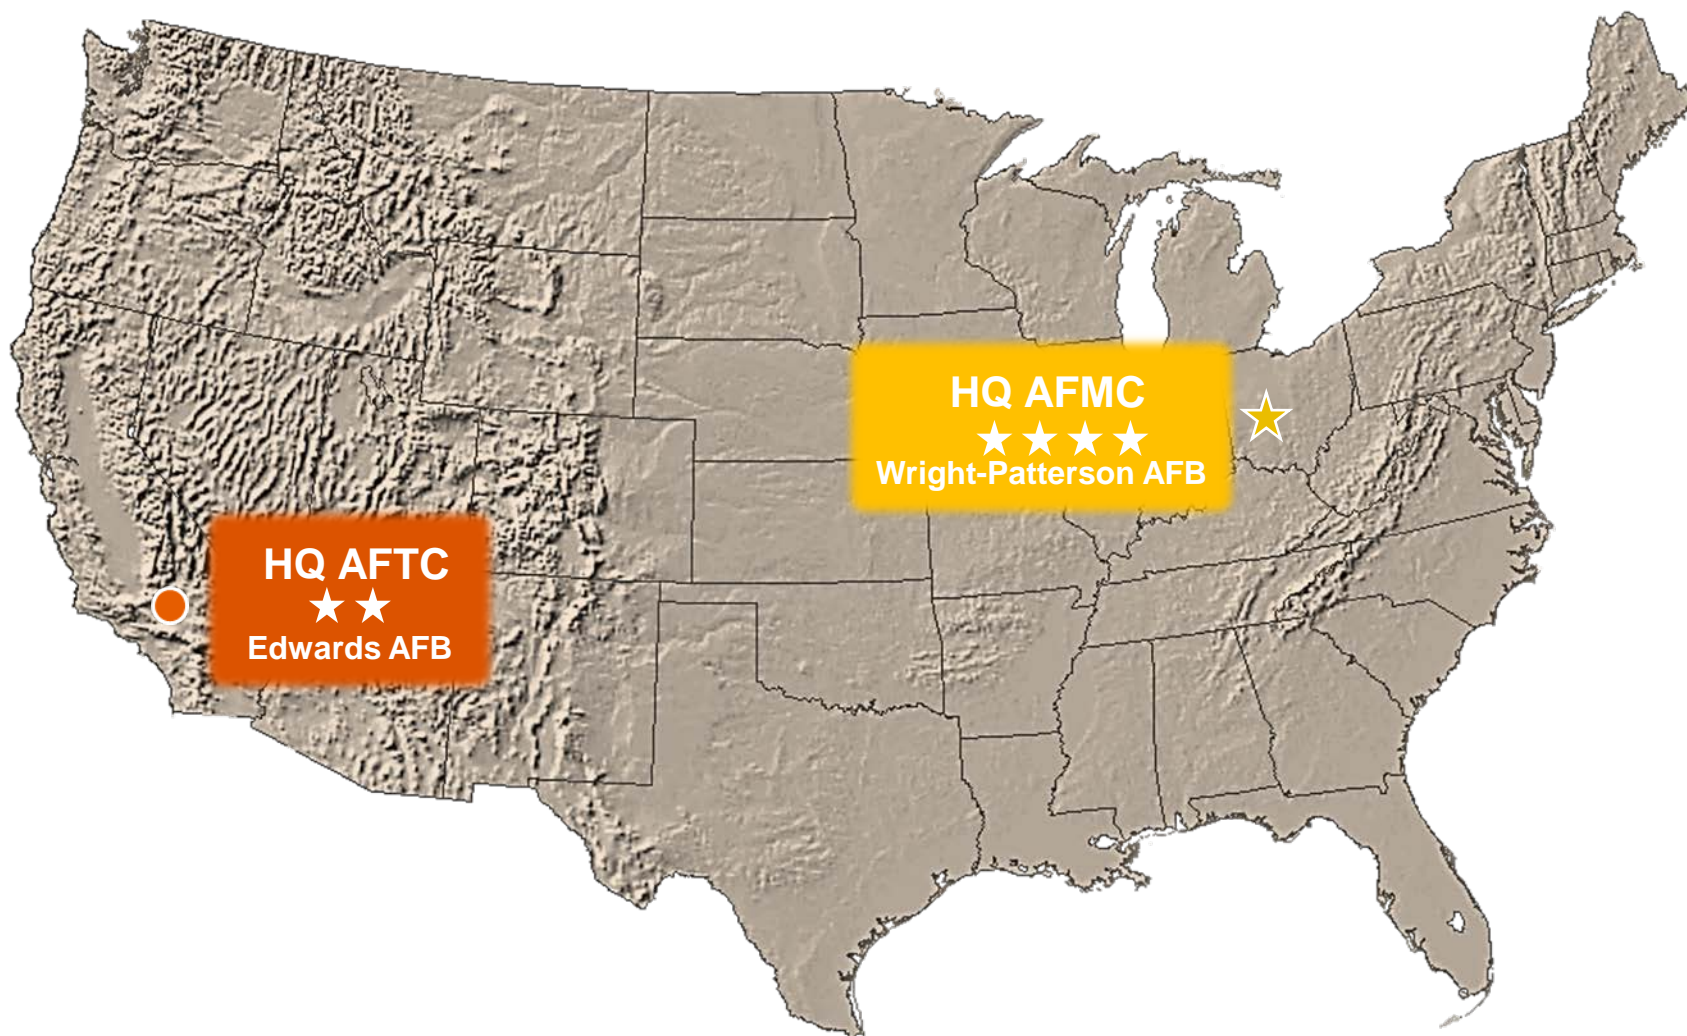 HQ AFMC
★★★★
Wright-Patterson AFB
HQ AFTC
★★
Edwards AFB